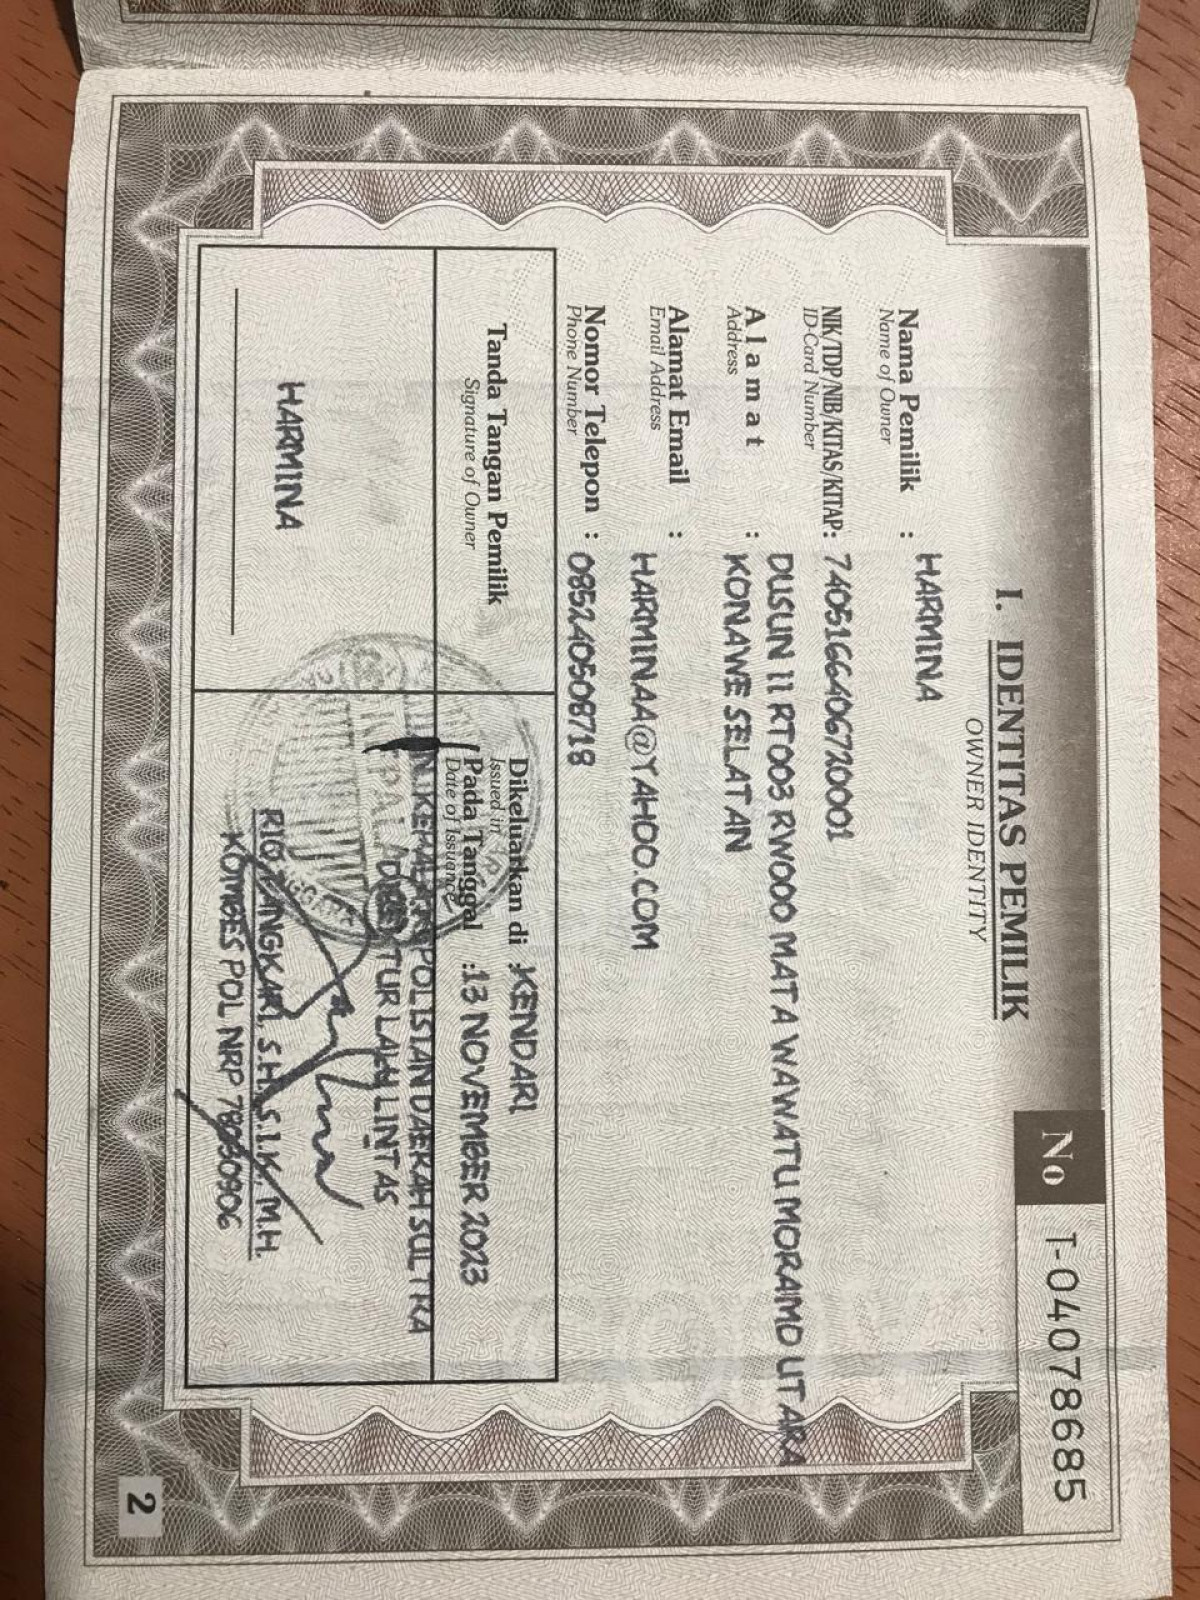 No T-04078685
I. IDENTITAS PEMILIK
OWNER IDENTITY
Nama Pemilik : HARMINA
Name of Owner
NIK/TDP/NIB/KITAS/KITAP: 7405166406720001
ID-Card Number
Alamat : DUSUN II RT003 RW000 MATA WAWATU MORAMO UTARA
Address
KONAWE SELATAN
Alamat Email : HARMINAA@YAHOO.COM
Email Address
Nomor Telepon : 085240508718
Phone Number
Tanda Tangan Pemilik
Signature of Owner
HARMINA
Dikeluarkan di : KENDARI
Issued in
Pada Tanggal : 13 NOVEMBER 2023
Date of Issuance
KEPOLISIAN DAERAH SULTRA
LALU LINTAS
RIO TANGKARI, S.H., S.I.K., M.H.
KOMBES POL NRP
2